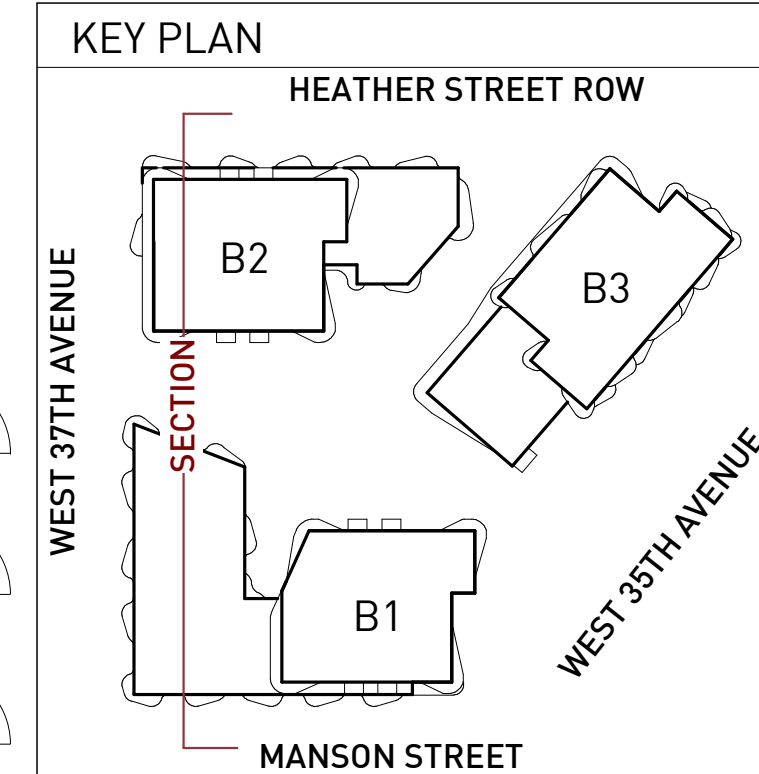 KEY PLAN
HEATHER STREET ROW
B2
B3
WEST 37TH AVENUE
SECTION
WEST 35TH AVENUE
B1
MANSON STREET